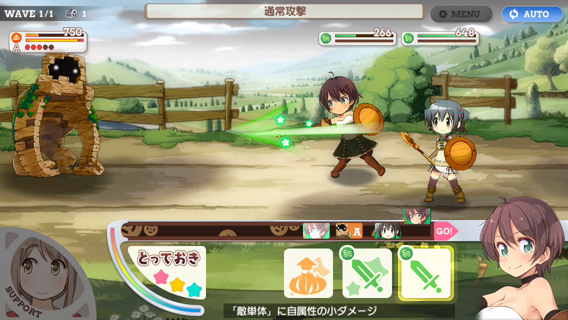 WAVE 1/1 1
通常攻撃
MENU
AUTO
750
A
266
648
A
GO!
とっておき
SUPPORT
「敵単体」に自属性の小ダメージ